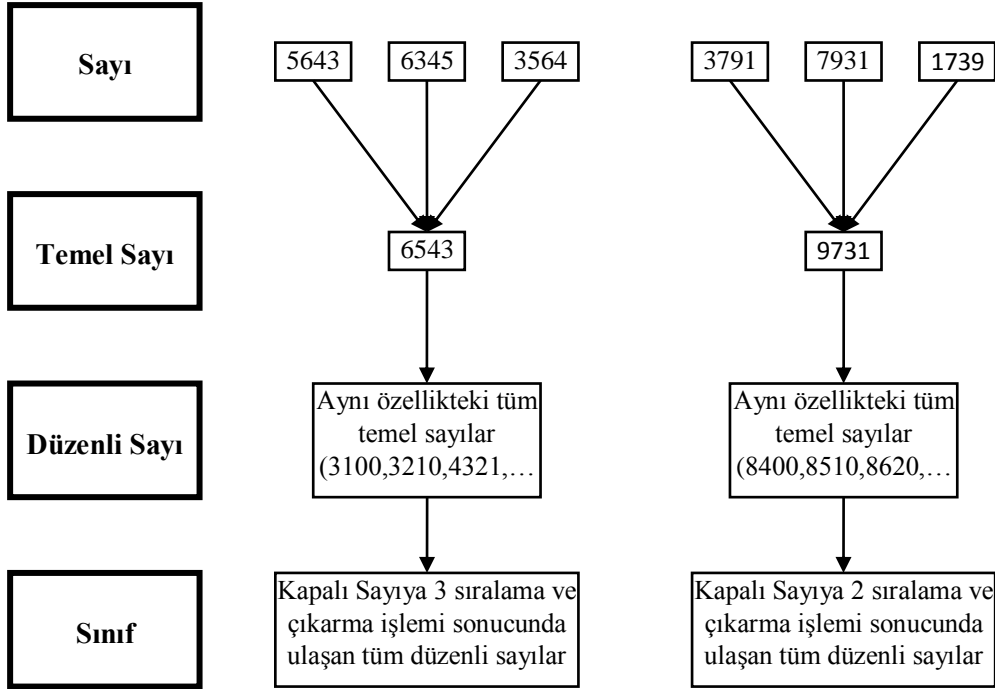 Sayı
5643 6345 3564 3791 7931 1739
Temel Sayı
6543 9731
Düzenli Sayı
Aynı özellikteki tüm
temel sayılar
(3100,3210,4321,…
Aynı özellikteki tüm
temel sayılar
(8400,8510,8620,…
Sınıf
Kapalı Sayıya 3 sıralama ve
çıkarma işlemi sonucunda
ulaşan tüm düzenli sayılar
Kapalı Sayıya 2 sıralama ve
çıkarma işlemi sonucunda
ulaşan tüm düzenli sayılar